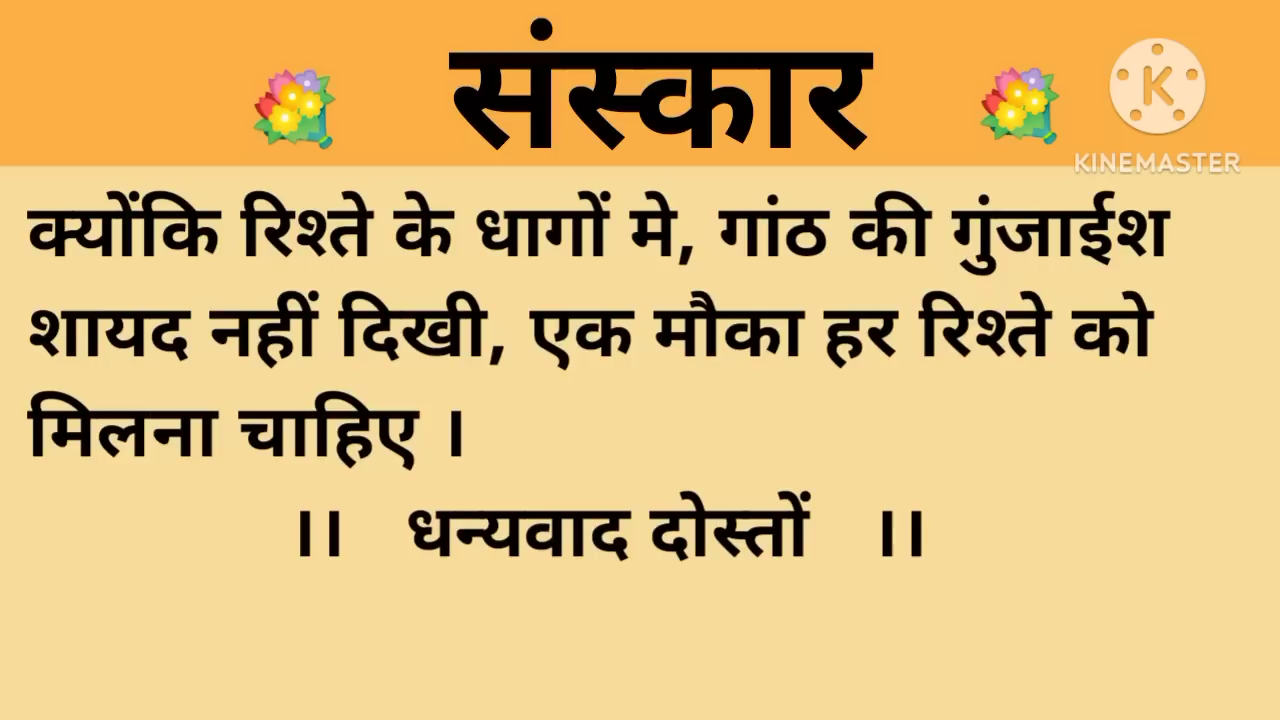 संस्कार
KINEMASTER
क्योंकि रिश्ते के धागों मे, गांठ की गुंजाईश
शायद नहीं दिखी, एक मौका हर रिश्ते को
मिलना चाहिए ।
।। धन्यवाद दोस्तों ।।